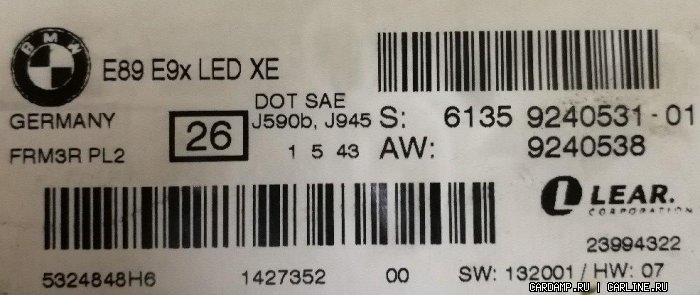 BMW
E89 E9x LED XE
DOT SAE
GERMANY 26 J590b, J945 S: 6135 9240531-01
FRM3R PL2 1 5 43 AW: 9240538
LEAR.
CORPORATION
23994322
5324848H6 1427352 00 SW: 132001 / HW: 07
CARDAMP.RU | CARLINE.RU